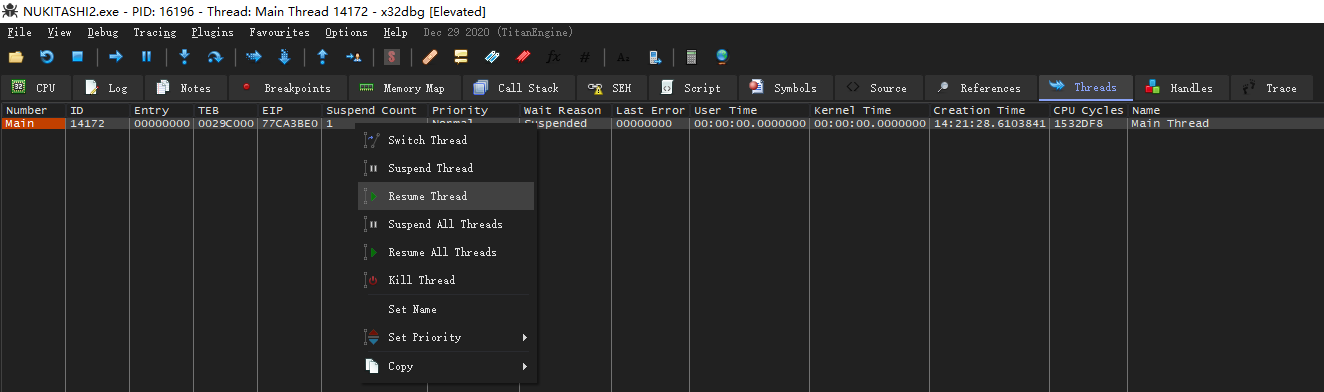 NUKITASHI2.exe - PID: 16196 - Thread: Main Thread 14172 - x32dbg [Elevated]
File View Debug Tracing Plugins Favourites Options Help Dec 29 2020 (TitanEngine)
CPU Log Notes Breakpoints Memory Map Call Stack SEH Script Symbols Source References Threads Handles Trace
Number ID Entry TEB EIP Suspend Count Priority Wait Reason Last Error User Time Kernel Time Creation Time CPU Cycles Name
Main 14172 00000000 0029C000 77CA3BE0 1 Normal Suspended 00000000 00:00:00.0000000 00:00:00.0000000 14:21:28.6103841 1532DF8 Main Thread
Switch Thread
Suspend Thread
Resume Thread
Suspend All Threads
Resume All Threads
Kill Thread
Set Name
Set Priority
Copy